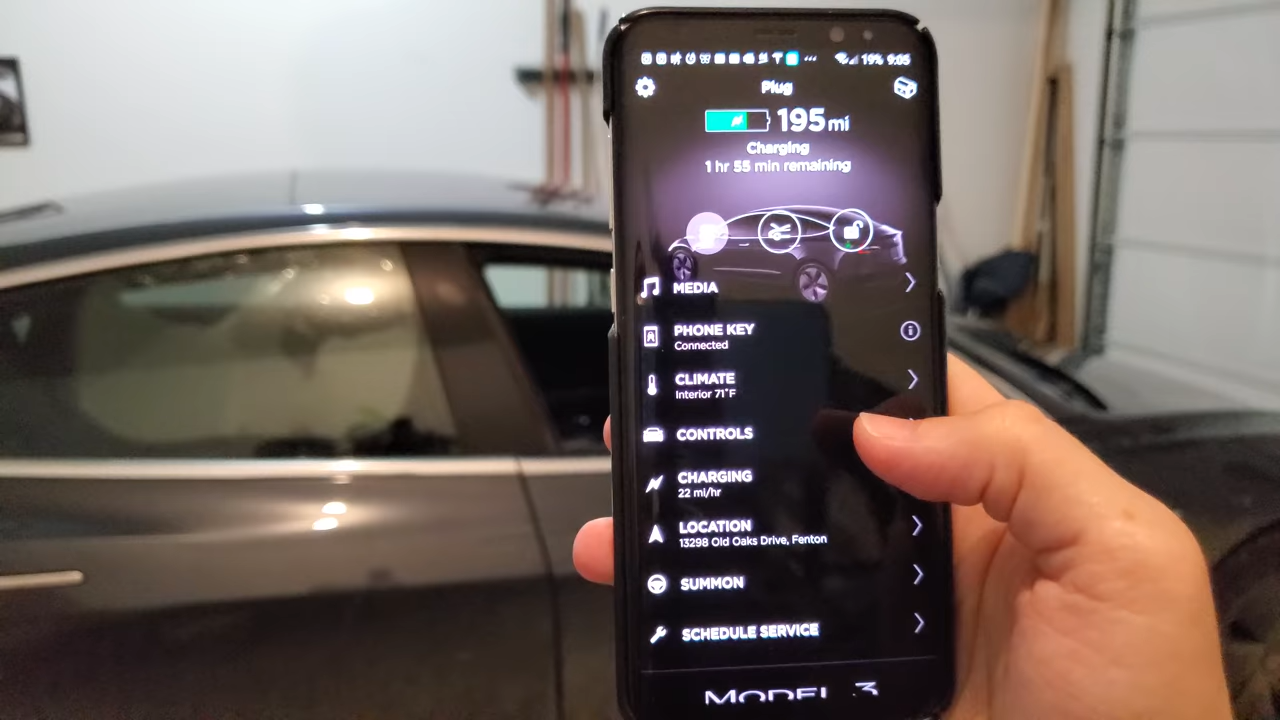 19% 9:05
Plug
195 mi
Charging
1 hr 55 min remaining
MEDIA
PHONE KEY
Connected
CLIMATE
Interior 71°F
CONTROLS
CHARGING
22 mi/hr
LOCATION
13298 Old Oaks Drive, Fenton
SUMMON
SCHEDULE SERVICE
MODEL 3